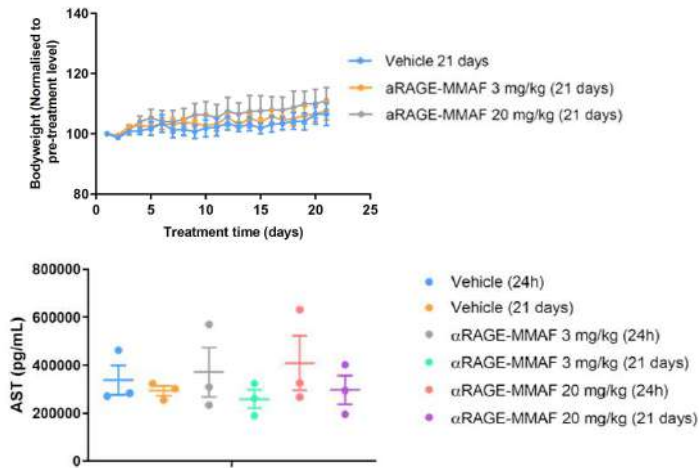 Bodyweight (Normalised to
pre-treatment level)
140
120
100
80
0
5
10
15
20
25
Treatment time (days)
Vehicle 21 days
aRAGE-MMAF 3 mg/kg (21 days)
aRAGE-MMAF 20 mg/kg (21 days)
AST (pg/mL)
800000
600000
400000
200000
0
Vehicle (24h)
Vehicle (21 days)
αRAGE-MMAF 3 mg/kg (24h)
αRAGE-MMAF 3 mg/kg (21 days)
αRAGE-MMAF 20 mg/kg (24h)
αRAGE-MMAF 20 mg/kg (21 days)